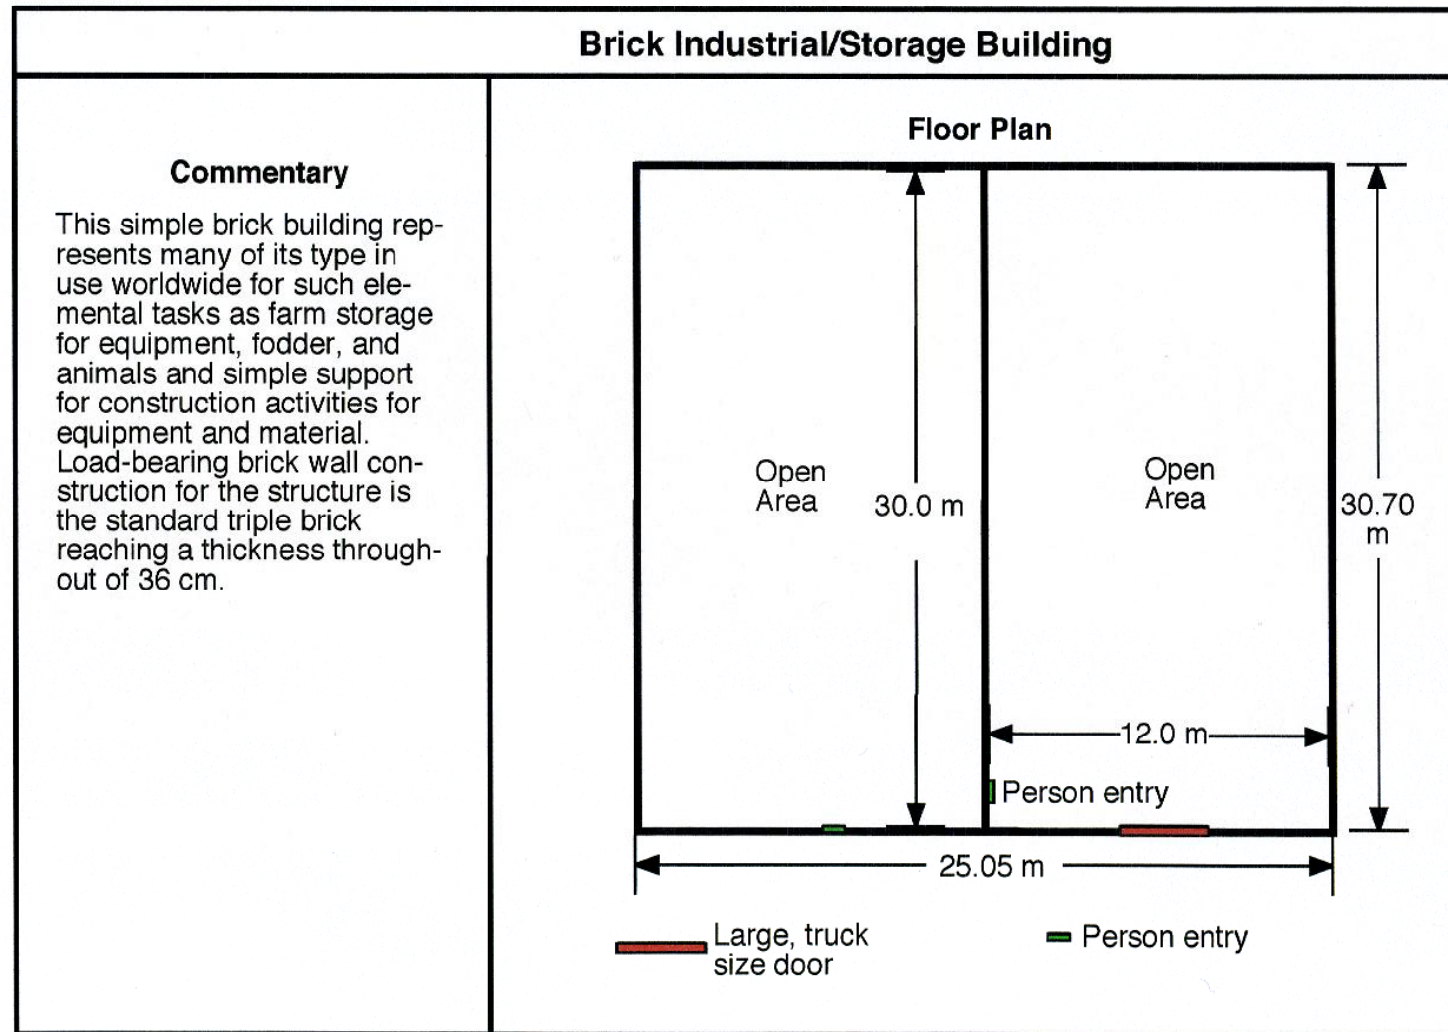 Brick Industrial/Storage Building
Commentary
This simple brick building rep-
resents many of its type in
use worldwide for such ele-
mental tasks as farm storage
for equipment, fodder, and
animals and simple support
for construction activities for
equipment and material.
Load-bearing brick wall con-
struction for the structure is
the standard triple brick
reaching a thickness through-
out of 36 cm.
Floor Plan
Open
Area
30.0 m
Open
Area
30.70
m
12.0 m
Person entry
25.05 m
Large, truck
size door
Person entry